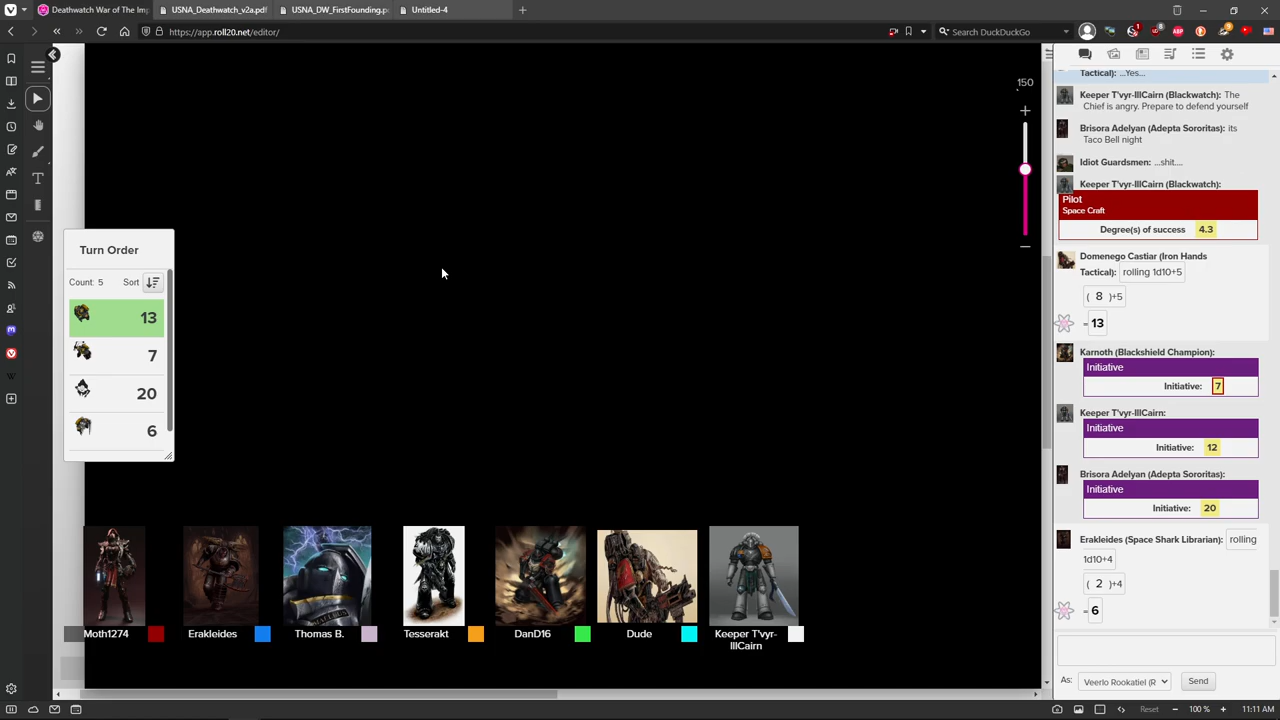 Deathwatch War of The Imp
USNA_Deathwatch_v2a.pdf
USNA_DW_FirstFounding.p
Untitled-4
https://app.roll20.net/editor/
Search DuckDuckGo
150
Turn Order
Count: 5 Sort
13
7
20
6
Moth1274
Erakleides
Thomas B.
Tesserakt
DanD16
Dude
Keeper T'vyr-
IllCairn
Tactical): ...Yes...
Keeper T'vyr-IllCairn (Blackwatch): The
Chief is angry. Prepare to defend yourself
Brisora Adelyan (Adepta Sororitas): its
Taco Bell night
Idiot Guardsmen: ...shit....
Keeper T'vyr-IllCairn (Blackwatch):
Pilot
Space Craft
Degree(s) of success 4.3
Domenego Castiar (Iron Hands
Tactical): rolling 1d10+5
( 8 )+5
= 13
Karnoth (Blackshield Champion):
Initiative
Initiative: 7
Keeper T'vyr-IllCairn:
Initiative
Initiative: 12
Brisora Adelyan (Adepta Sororitas):
Initiative
Initiative: 20
Erakleides (Space Shark Librarian): rolling
1d10+4
( 2 )+4
= 6
As: Veerlo Rookatiel (R Send
Reset 100 % 11:11 AM